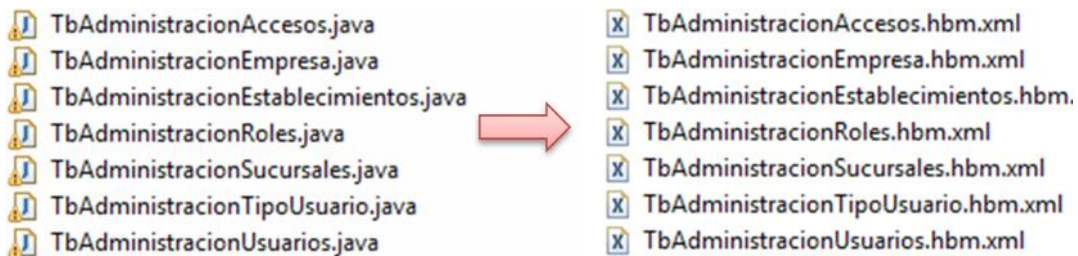 TbAdministracionAccesos.java
TbAdministracionEmpresa.java
TbAdministracionEstablecimientos.java
TbAdministracionRoles.java
TbAdministracionSucursales.java
TbAdministracionTipoUsuario.java
TbAdministracionUsuarios.java
TbAdministracionAccesos.hbm.xml
TbAdministracionEmpresa.hbm.xml
TbAdministracionEstablecimientos.hbm.
TbAdministracionRoles.hbm.xml
TbAdministracionSucursales.hbm.xml
TbAdministracionTipoUsuario.hbm.xml
TbAdministracionUsuarios.hbm.xml